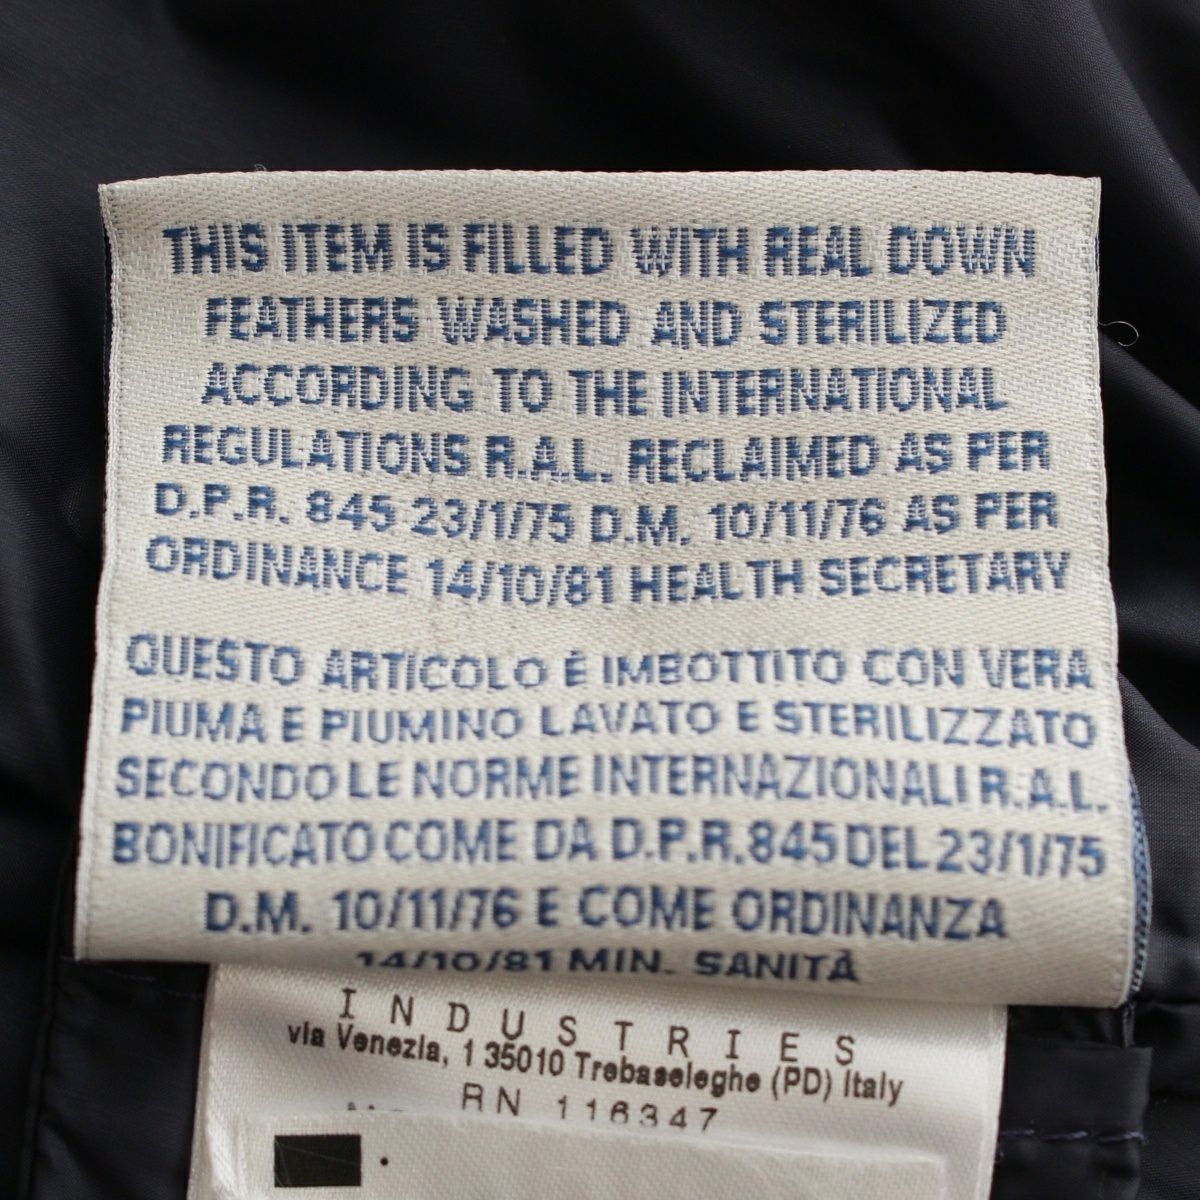 THIS ITEM IS FILLED WITH REAL DOWN
FEATHERS WASHED AND STERILIZED
ACCORDING TO THE INTERNATIONAL
REGULATIONS R.A.L. RECLAIMED AS PER
D.P.R. 845 23/1/75 D.M. 10/11/76 AS PER
ORDINANCE 14/10/81 HEALTH SECRETARY
QUESTO ARTICOLO È IMBOTTITO CON VERA
PIUMA E PIUMINO LAVATO E STERILIZZATO
SECONDO LE NORME INTERNAZIONALI R.A.L.
BONIFICATO COME DA D.P.R. 845 DEL 23/1/75
D.M. 10/11/76 E COME ORDINANZA
14/10/81 MIN. SANITÀ
INDUSTRIES
via Venezia, 1 35010 Trebaseleghe (PD) Italy
RN 116347